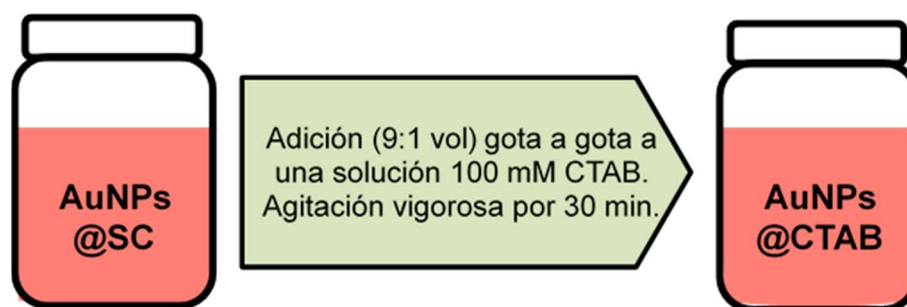 AuNPs
@SC
Adición (9:1 vol) gota a gota a
una solución 100 mM CTAB.
Agitación vigorosa por 30 min.
AuNPs
@CTAB